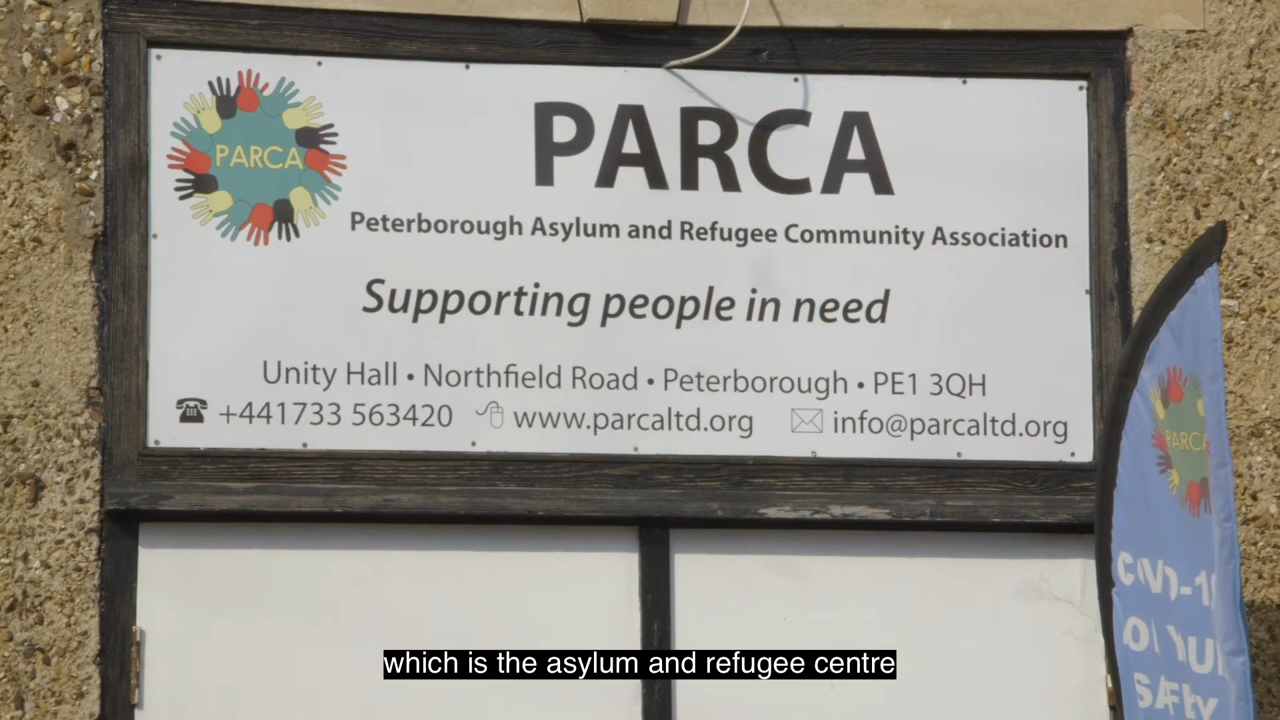 PARCA
PARCA
Peterborough Asylum and Refugee Community Association
Supporting people in need
Unity Hall • Northfield Road • Peterborough • PE1 3QH
+441733 563420 www.parcaltd.org info@parcaltd.org
PARCA
which is the asylum and refugee centre